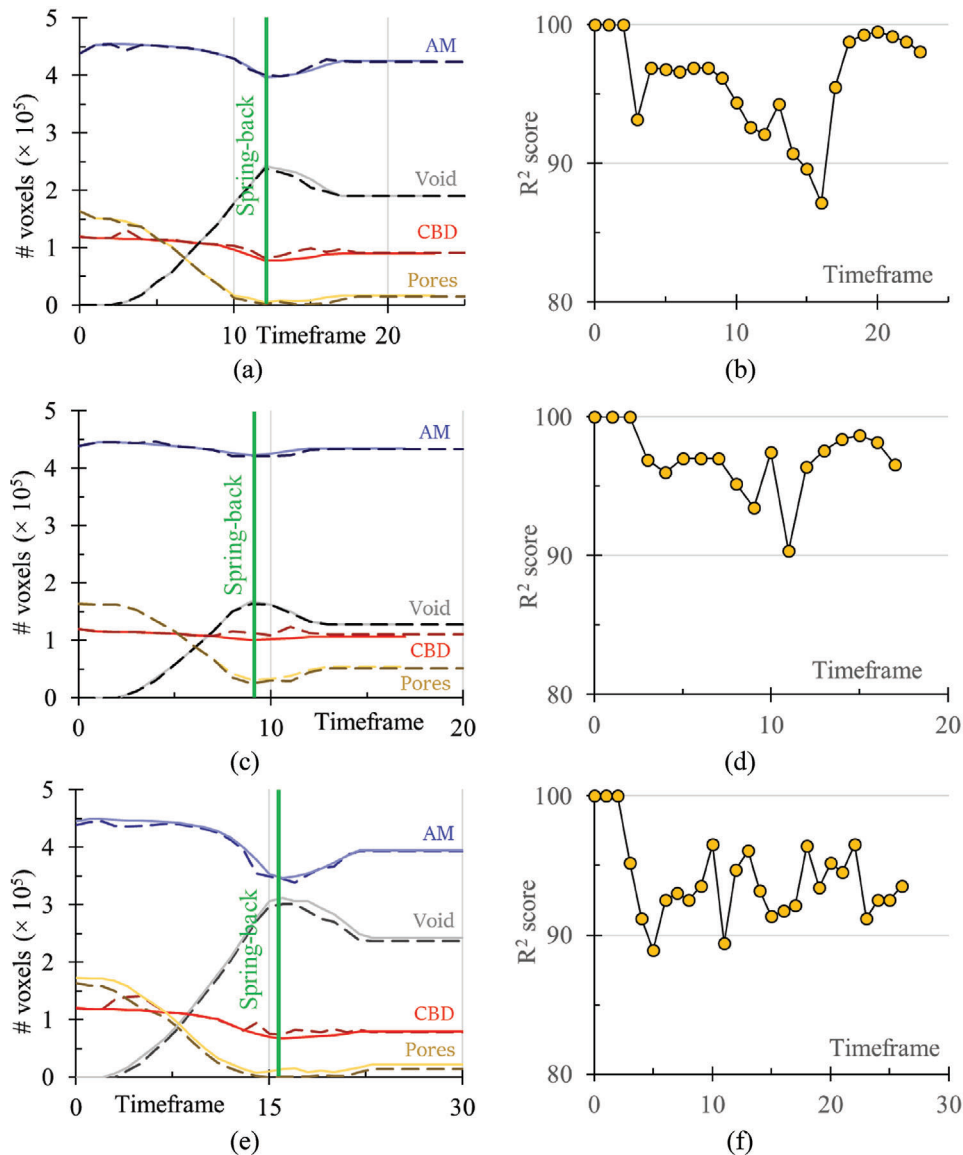 5
4
3
2
1
0
# voxels (× 10⁵)
AM
Void
CBD
Pores
Spring-back
0
10
Timeframe
20
(a)
100
90
80
R² score
Timeframe
0
10
20
(b)
5
4
3
2
1
0
# voxels (× 10⁵)
AM
Void
CBD
Pores
Spring-back
Timeframe
0
10
20
(c)
100
90
80
R² score
Timeframe
0
10
20
(d)
5
4
3
2
1
0
# voxels (× 10⁵)
AM
Void
CBD
Pores
Spring-back
0
Timeframe
15
30
(e)
100
90
80
R² score
Timeframe
0
10
20
30
(f)